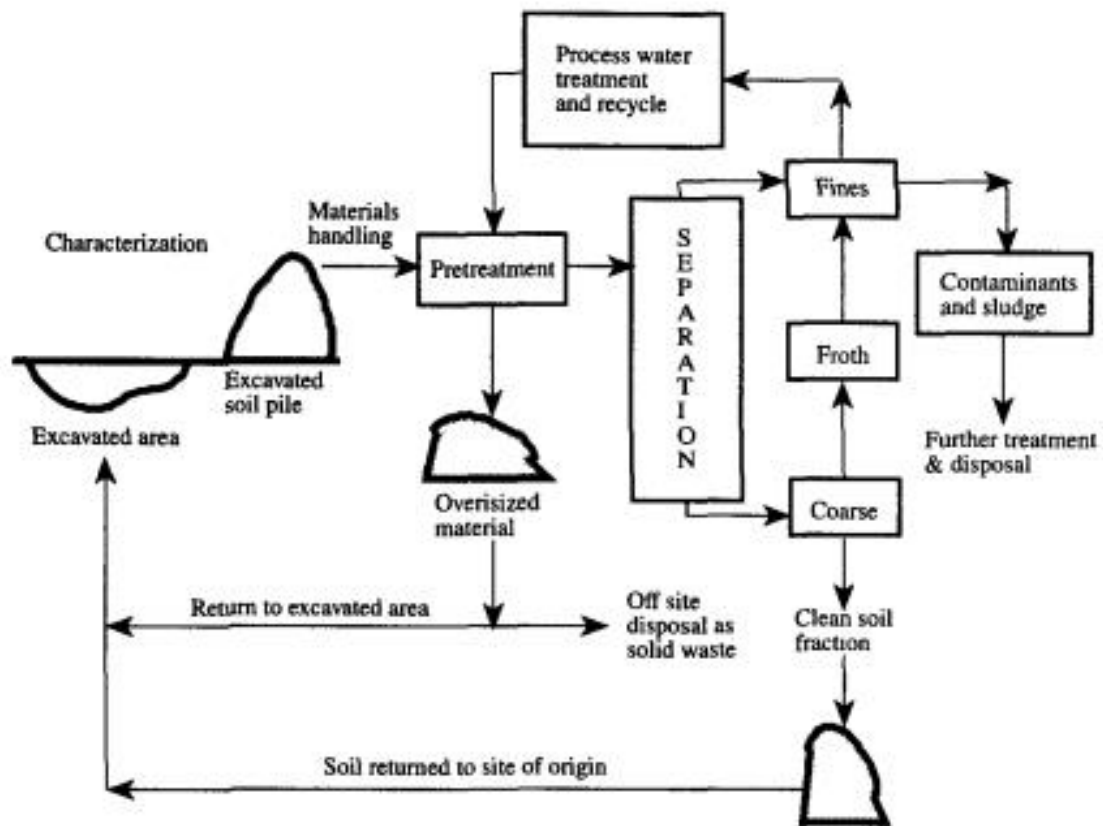 Process water
treatment
and recycle
Fines
Materials
handling
Characterization
Pretreatment
SEPARATION
Contaminants
and sludge
Froth
Excavated
soil pile
Excavated area
Further treatment
& disposal
Overisized
material
Coarse
Return to excavated area
Off site
disposal as
solid waste
Clean soil
fraction
Soil returned to site of origin